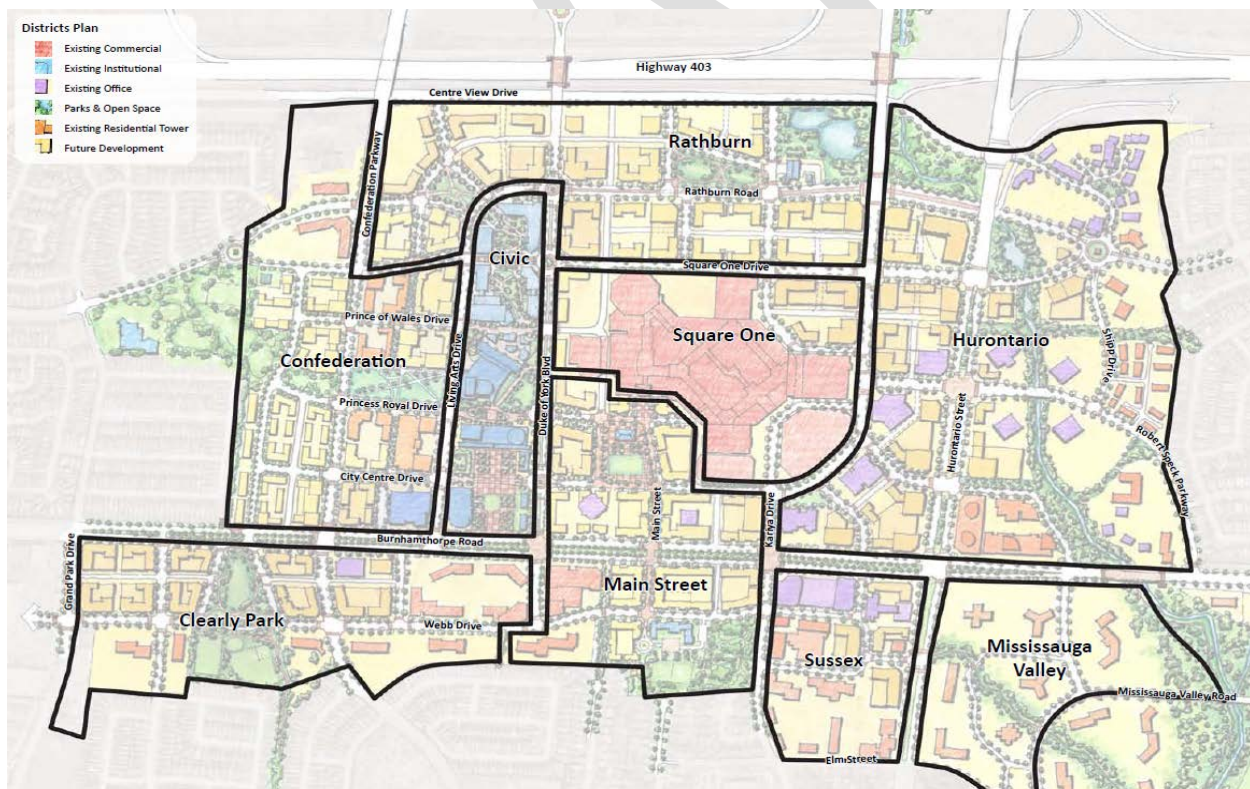 Districts Plan
Existing Commercial
Existing Institutional
Existing Office
Parks & Open Space
Existing Residential Tower
Future Development
Highway 403
Centre View Drive
Confederation Parkway
Rathburn
Rathburn Road
Civic
Square One Drive
Prince of Wales Drive
Square One
Hurontario
Confederation
Living Arts Drive
Duke of York Blvd
Shipp Drive
Princess Royal Drive
Hurontario Street
Robert Speck Parkway
City Centre Drive
Main Street
Kariya Drive
Burnhamthorpe Road
Grand Park Drive
Main Street
Clearly Park
Webb Drive
Sussex
Mississauga
Valley
Mississauga Valley Road
Elm Street